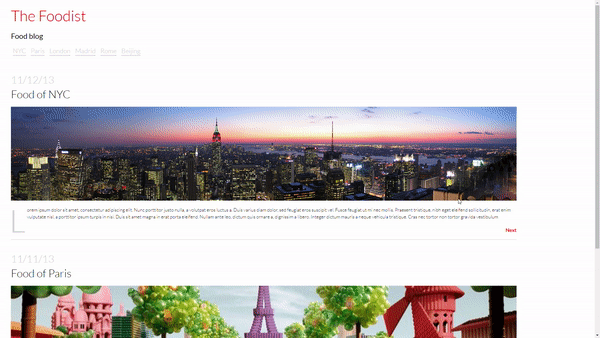 The Foodist
Food blog
NYC Paris London Madrid Rome Beijing
11/12/13
Food of NYC
Lorem ipsum dolor sit amet, consectetur adipiscing elit. Nunc porttitor justo nulla, a volutpat eros luctus a. Duis varius diam dolor, sed feugiat eros suscipit vel. Fusce feugiat ut mi nec mollis. Praesent tristique, non eget eleifend sollicitudin, erat enim
vulputate nisl, a porttitor ipsum turpis in nisl. Duis sit amet magna in erat porta eleifend. Nullam ante leo, dictum quis ornare a, dignissim a libero. Integer dictum mauris a neque vehicula tristique. Cras nec tortor non tortor gravida vestibulum
Next
11/11/13
Food of Paris